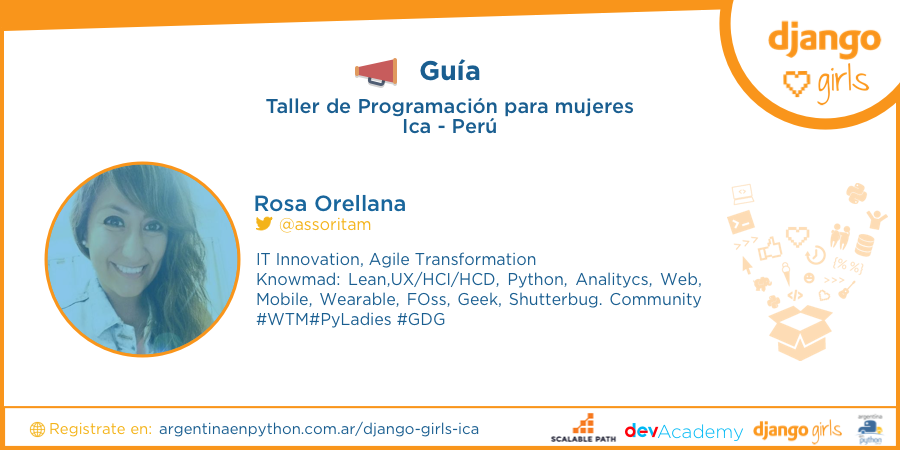 django
girls
Guía
Taller de Programación para mujeres
Ica - Perú
Rosa Orellana
@assoritam
IT Innovation, Agile Transformation
Knowmad: Lean,UX/HCI/HCD, Python, Analitycs, Web,
Mobile, Wearable, FOss, Geek, Shutterbug. Community
#WTM#PyLadies #GDG
>>>
[%%]
>>>
</>
Registrate en: argentinaenpython.com.ar/django-girls-ica
SCALABLE PATH
devAcademy
django girls
argentina
en python